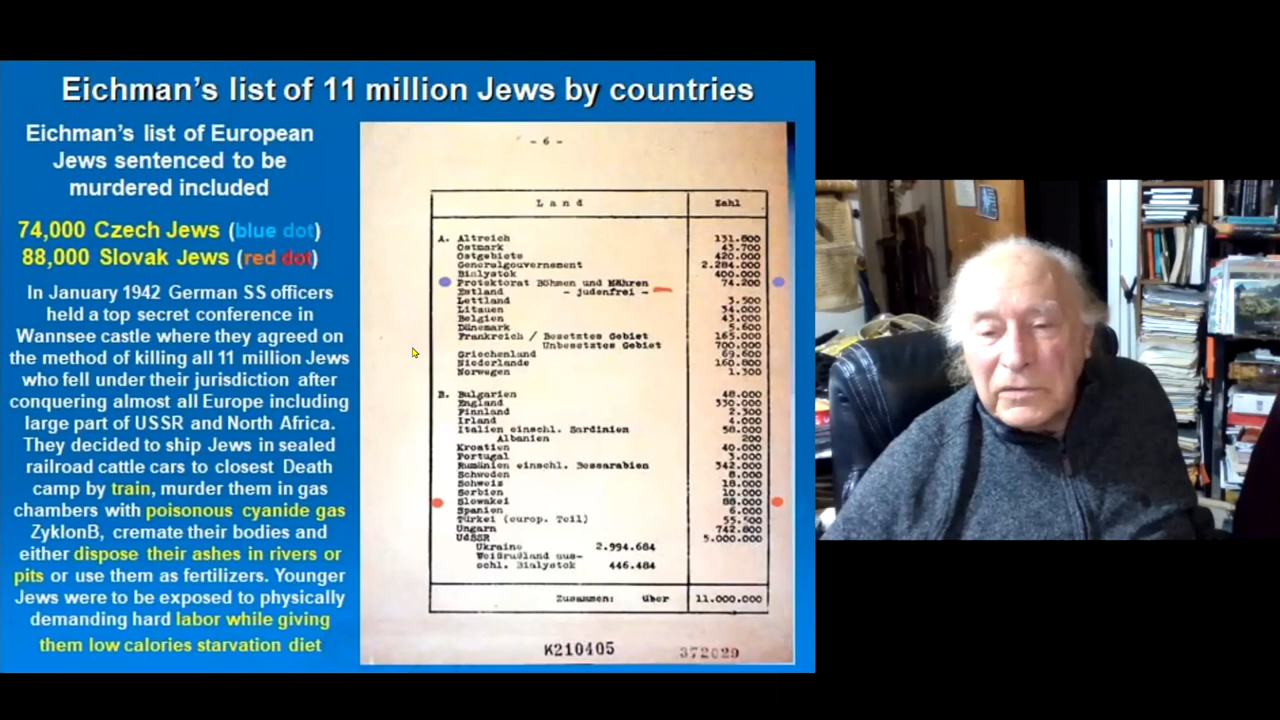 Eichman's list of 11 million Jews by countries
Eichman's list of European
Jews sentenced to be
murdered included
74,000 Czech Jews (blue dot)
88,000 Slovak Jews (red dot)
In January 1942 German SS officers
held a top secret conference in
Wannsee castle where they agreed on
the method of killing all 11 million Jews
who fell under their jurisdiction after
conquering almost all Europe including
large part of USSR and North Africa.
They decided to ship Jews in sealed
railroad cattle cars to closest Death
camp by train, murder them in gas
chambers with poisonous cyanide gas
ZyklonB, cremate their bodies and
either dispose their ashes in rivers or
pits or use them as fertilizers. Younger
Jews were to be exposed to physically
demanding hard labor while giving
them low calories starvation diet
- 6 -
Land Zahl
A. Altreich 131.800
Ostmark 43.700
Ostgebiete 420.000
Generalgouvernement 2.284.000
Bialystok 400.000
Protektorat Böhmen und Mähren 74.200
Estland - judenfrei -
Lettland 3.500
Litauen 34.000
Belgien 43.000
Dänemark 5.600
Frankreich / Besetztes Gebiet 165.000
Unbesetztes Gebiet 700.000
Griechenland 69.600
Niederlande 160.800
Norwegen 1.300
B. Bulgarien 48.000
England 330.000
Finnland 2.300
Irland 4.000
Italien einschl. Sardinien 58.000
Albanien 200
Kroatien 40.000
Portugal 3.000
Rumänien einschl. Bessarabien 342.000
Schweden 8.000
Schweiz 18.000
Serbien 10.000
Slowakei 88.000
Spanien 6.000
Türkei (europ. Teil) 55.500
Ungarn 742.800
UdSSR 5.000.000
Ukraine 2.994.684
Weißrußland aus-
schl. Bialystok 446.484
Zusammen: über 11.000.000
K210405
372029